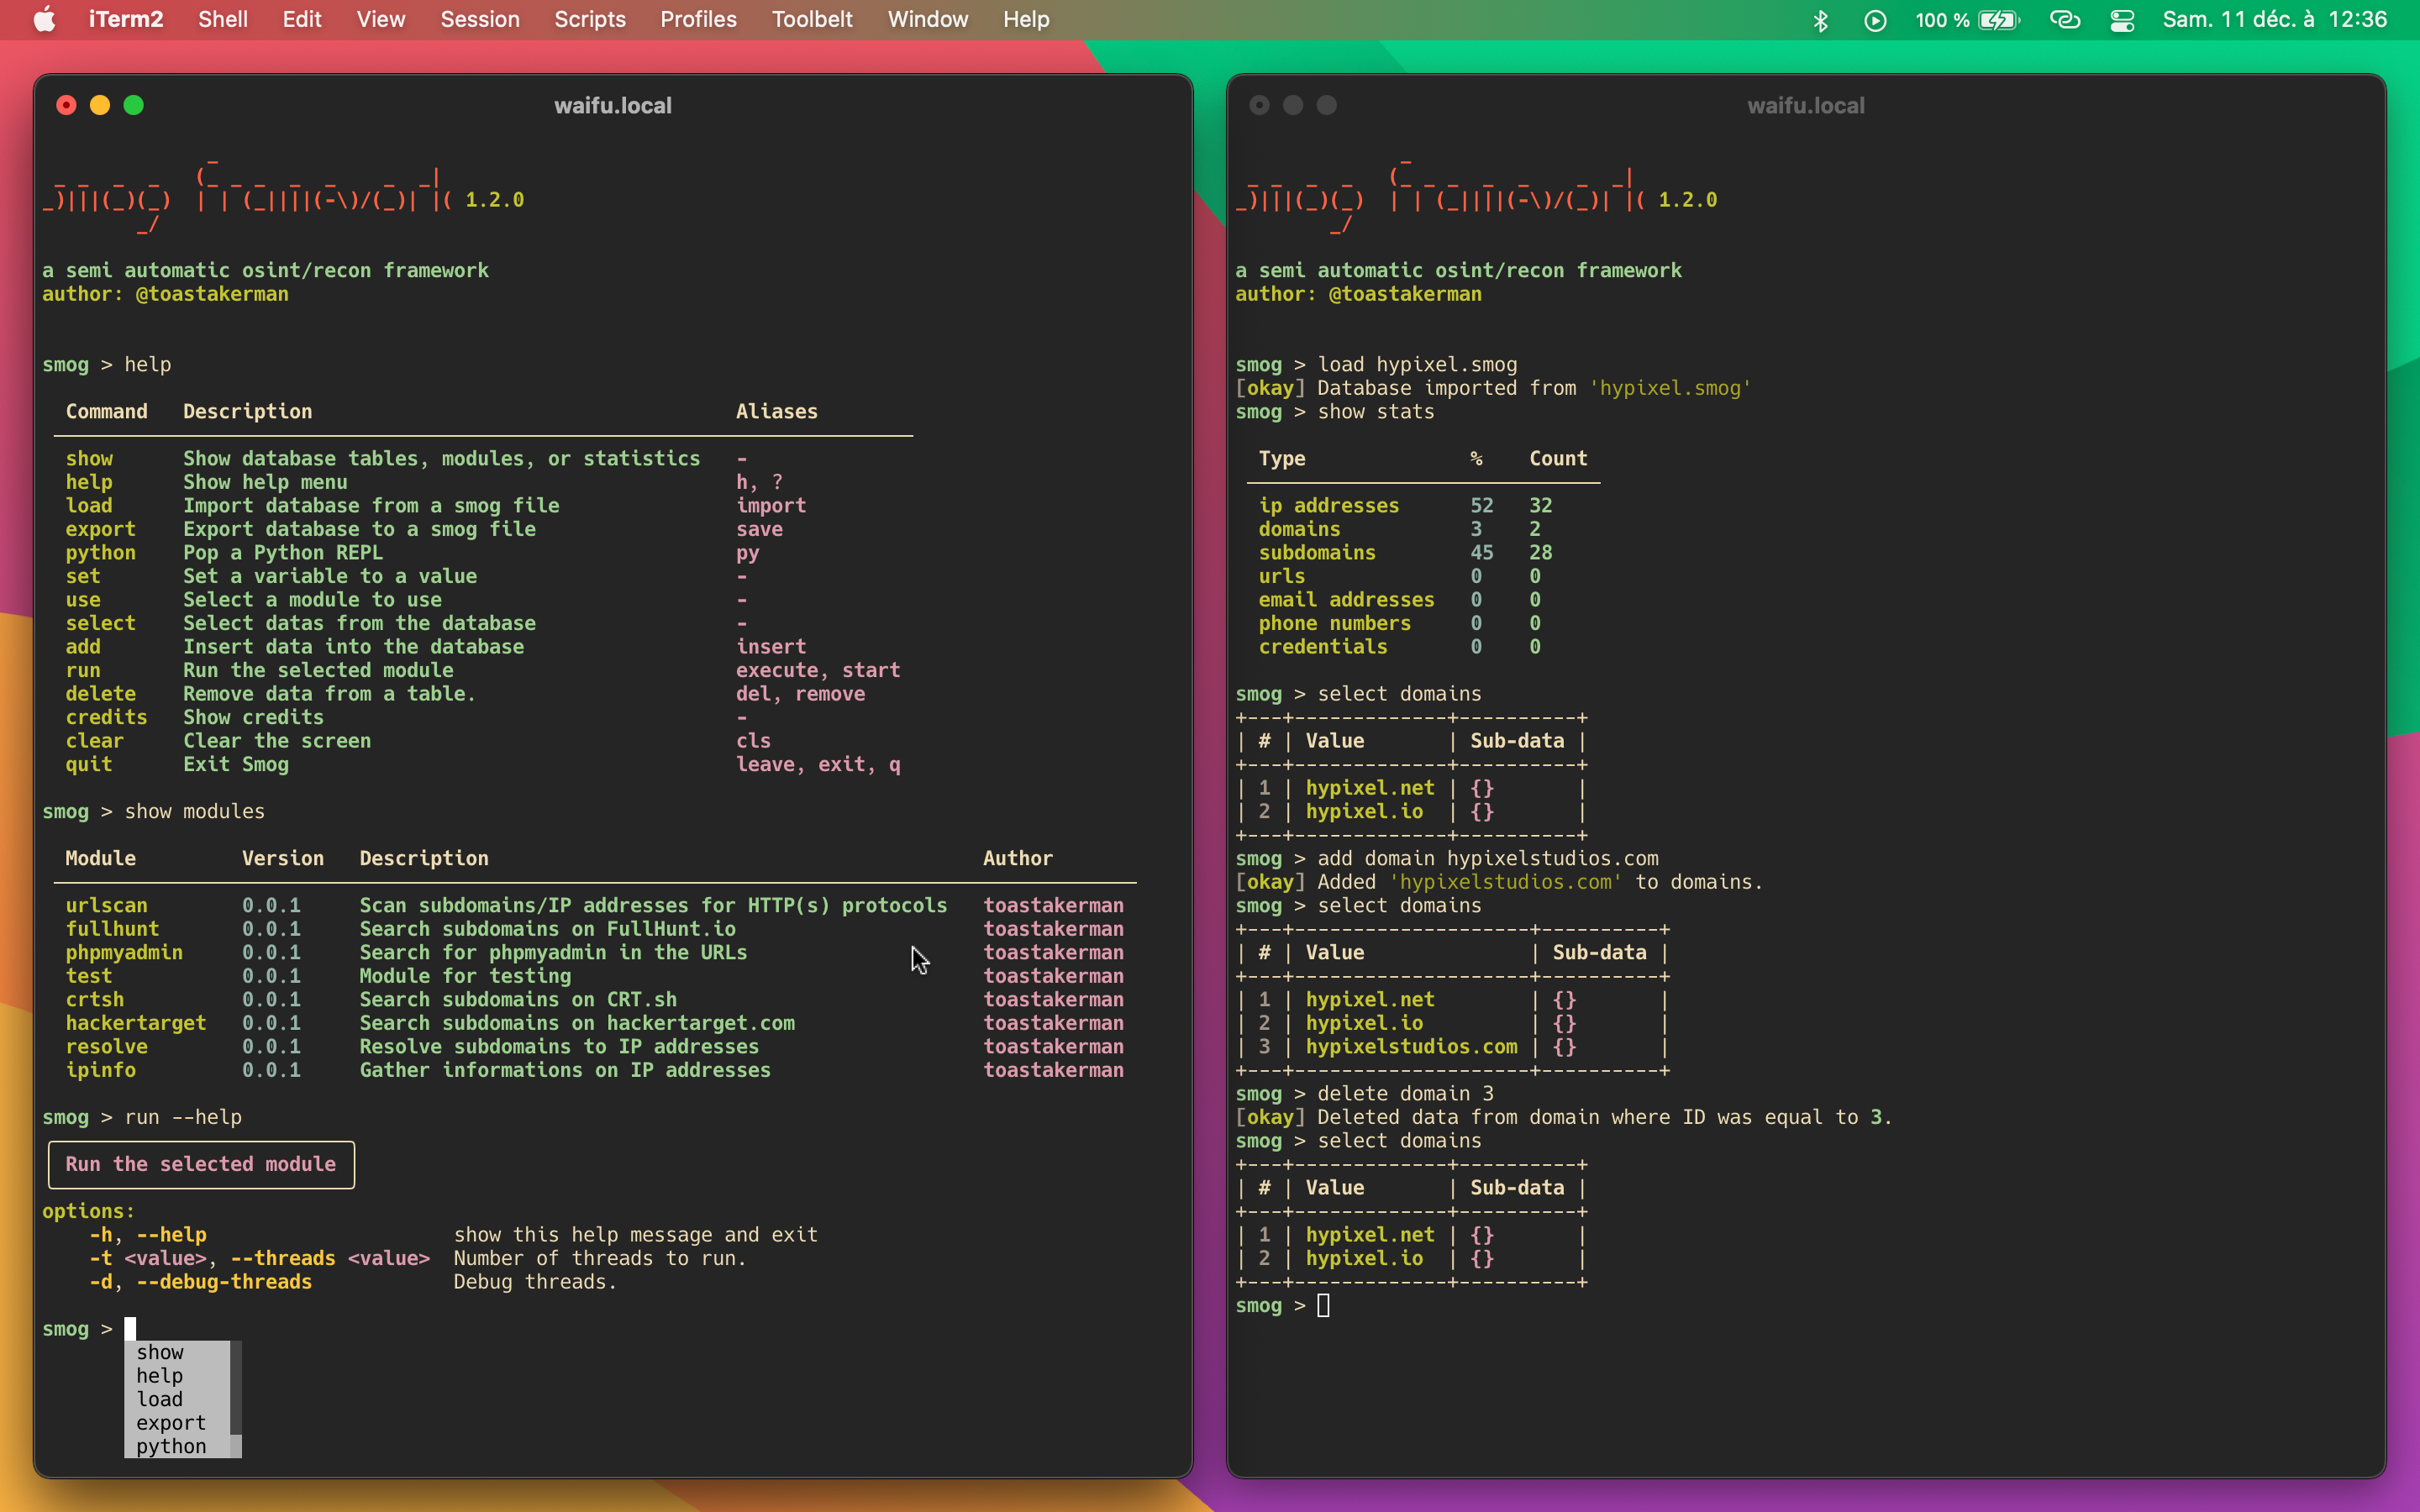 iTerm2 Shell Edit View Session Scripts Profiles Toolbelt Window Help 100 % Sam. 11 déc. à 12:36
waifu.local
1.2.0
a semi automatic osint/recon framework
author: @toastakerman
smog > help
Command Description Aliases
show Show database tables, modules, or statistics -
help Show help menu h, ?
load Import database from a smog file import
export Export database to a smog file save
python Pop a Python REPL py
set Set a variable to a value -
use Select a module to use -
select Select datas from the database -
add Insert data into the database insert
run Run the selected module execute, start
delete Remove data from a table. del, remove
credits Show credits -
clear Clear the screen cls
quit Exit Smog leave, exit, q
smog > show modules
Module Version Description Author
urlscan 0.0.1 Scan subdomains/IP addresses for HTTP(s) protocols toastakerman
fullhunt 0.0.1 Search subdomains on FullHunt.io toastakerman
phpmyadmin 0.0.1 Search for phpmyadmin in the URLs toastakerman
test 0.0.1 Module for testing toastakerman
crtsh 0.0.1 Search subdomains on CRT.sh toastakerman
hackertarget 0.0.1 Search subdomains on hackertarget.com toastakerman
resolve 0.0.1 Resolve subdomains to IP addresses toastakerman
ipinfo 0.0.1 Gather informations on IP addresses toastakerman
smog > run --help
Run the selected module
options:
-h, --help show this help message and exit
-t <value>, --threads <value> Number of threads to run.
-d, --debug-threads Debug threads.
smog >
show
help
load
export
python
waifu.local
1.2.0
a semi automatic osint/recon framework
author: @toastakerman
smog > load hypixel.smog
[okay] Database imported from 'hypixel.smog'
smog > show stats
Type % Count
ip addresses 52 32
domains 3 2
subdomains 45 28
urls 0 0
email addresses 0 0
phone numbers 0 0
credentials 0 0
smog > select domains
+---+-------------+----------+
| # | Value | Sub-data |
+---+-------------+----------+
| 1 | hypixel.net | {} |
| 2 | hypixel.io | {} |
+---+-------------+----------+
smog > add domain hypixelstudios.com
[okay] Added 'hypixelstudios.com' to domains.
smog > select domains
+---+--------------------+----------+
| # | Value | Sub-data |
+---+--------------------+----------+
| 1 | hypixel.net | {} |
| 2 | hypixel.io | {} |
| 3 | hypixelstudios.com | {} |
+---+--------------------+----------+
smog > delete domain 3
[okay] Deleted data from domain where ID was equal to 3.
smog > select domains
+---+-------------+----------+
| # | Value | Sub-data |
+---+-------------+----------+
| 1 | hypixel.net | {} |
| 2 | hypixel.io | {} |
+---+-------------+----------+
smog >